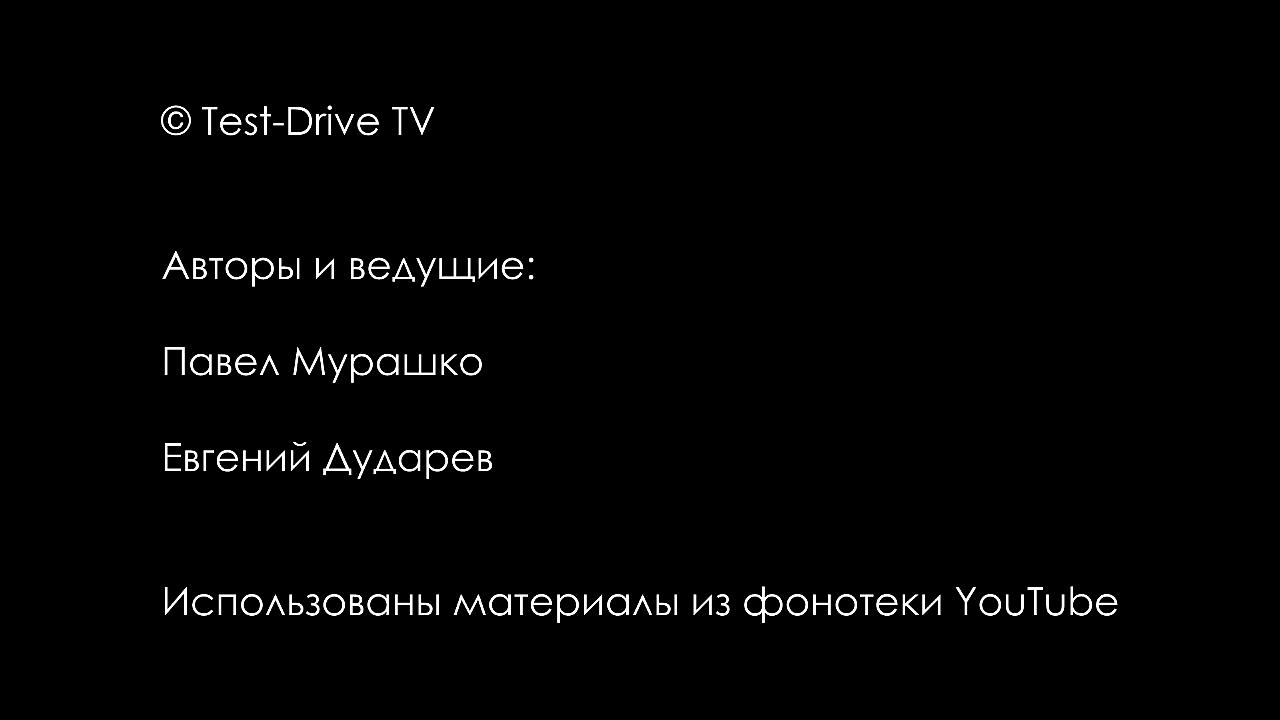 © Test-Drive TV
Авторы и ведущие:
Павел Мурашко
Евгений Дударев
Использованы материалы из фонотеки YouTube